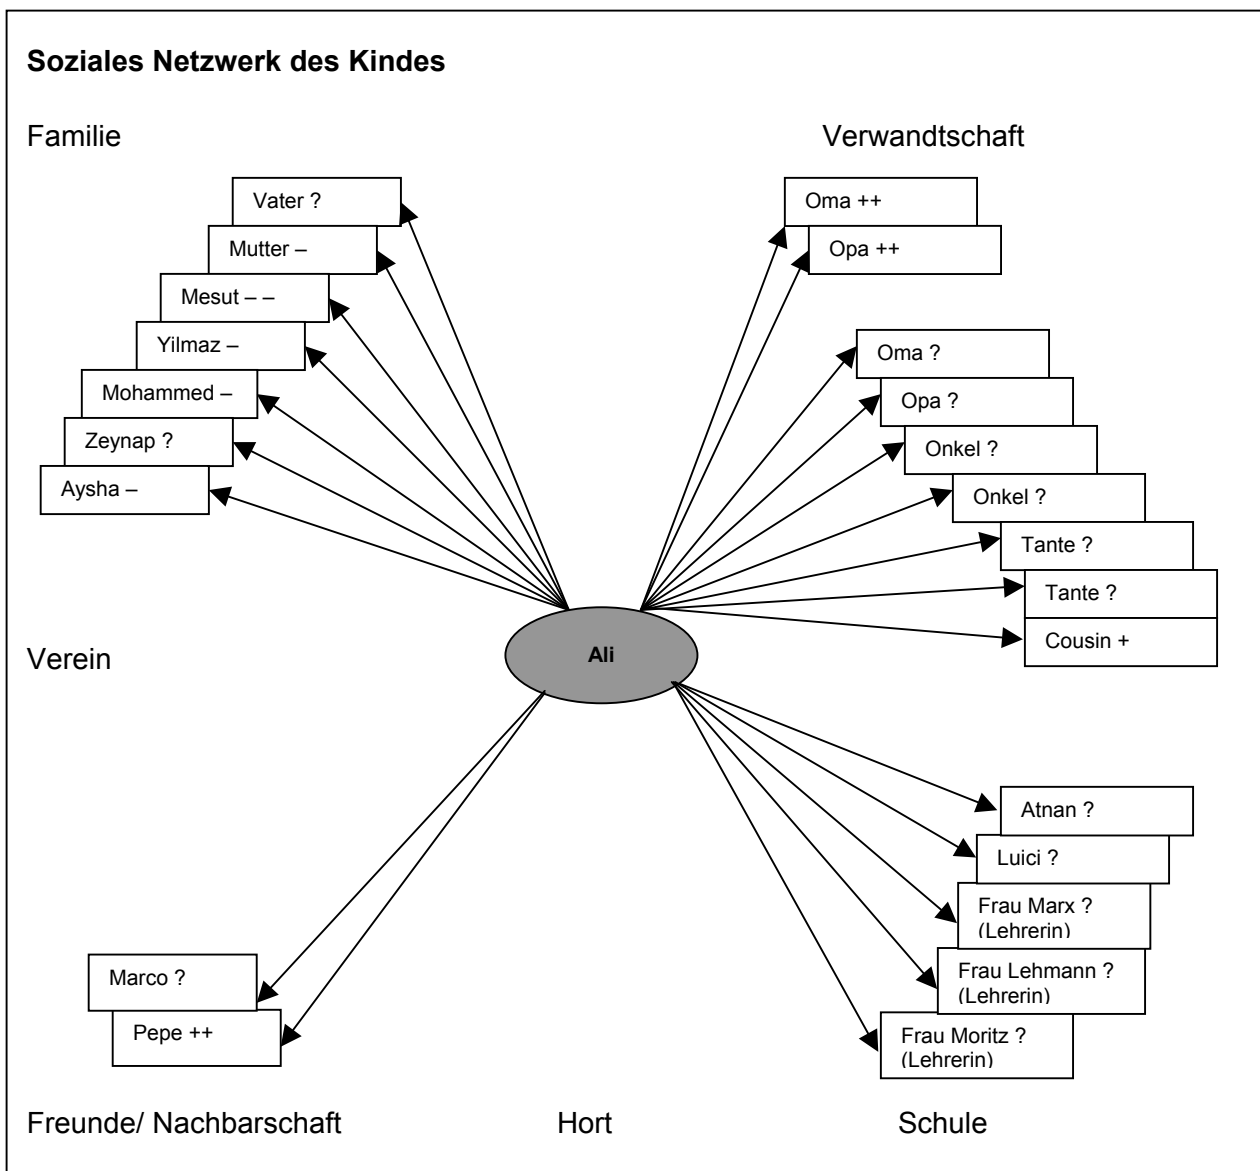 Soziales Netzwerk des Kindes
Familie
Verwandtschaft
Vater ?
Mutter –
Mesut – –
Yilmaz –
Mohammed –
Zeynap ?
Aysha –
Oma ++
Opa ++
Oma ?
Opa ?
Onkel ?
Onkel ?
Tante ?
Tante ?
Cousin +
Ali
Verein
Atnan ?
Luici ?
Frau Marx ?
(Lehrerin)
Frau Lehmann ?
(Lehrerin)
Frau Moritz ?
(Lehrerin)
Marco ?
Pepe ++
Freunde/ Nachbarschaft
Hort
Schule